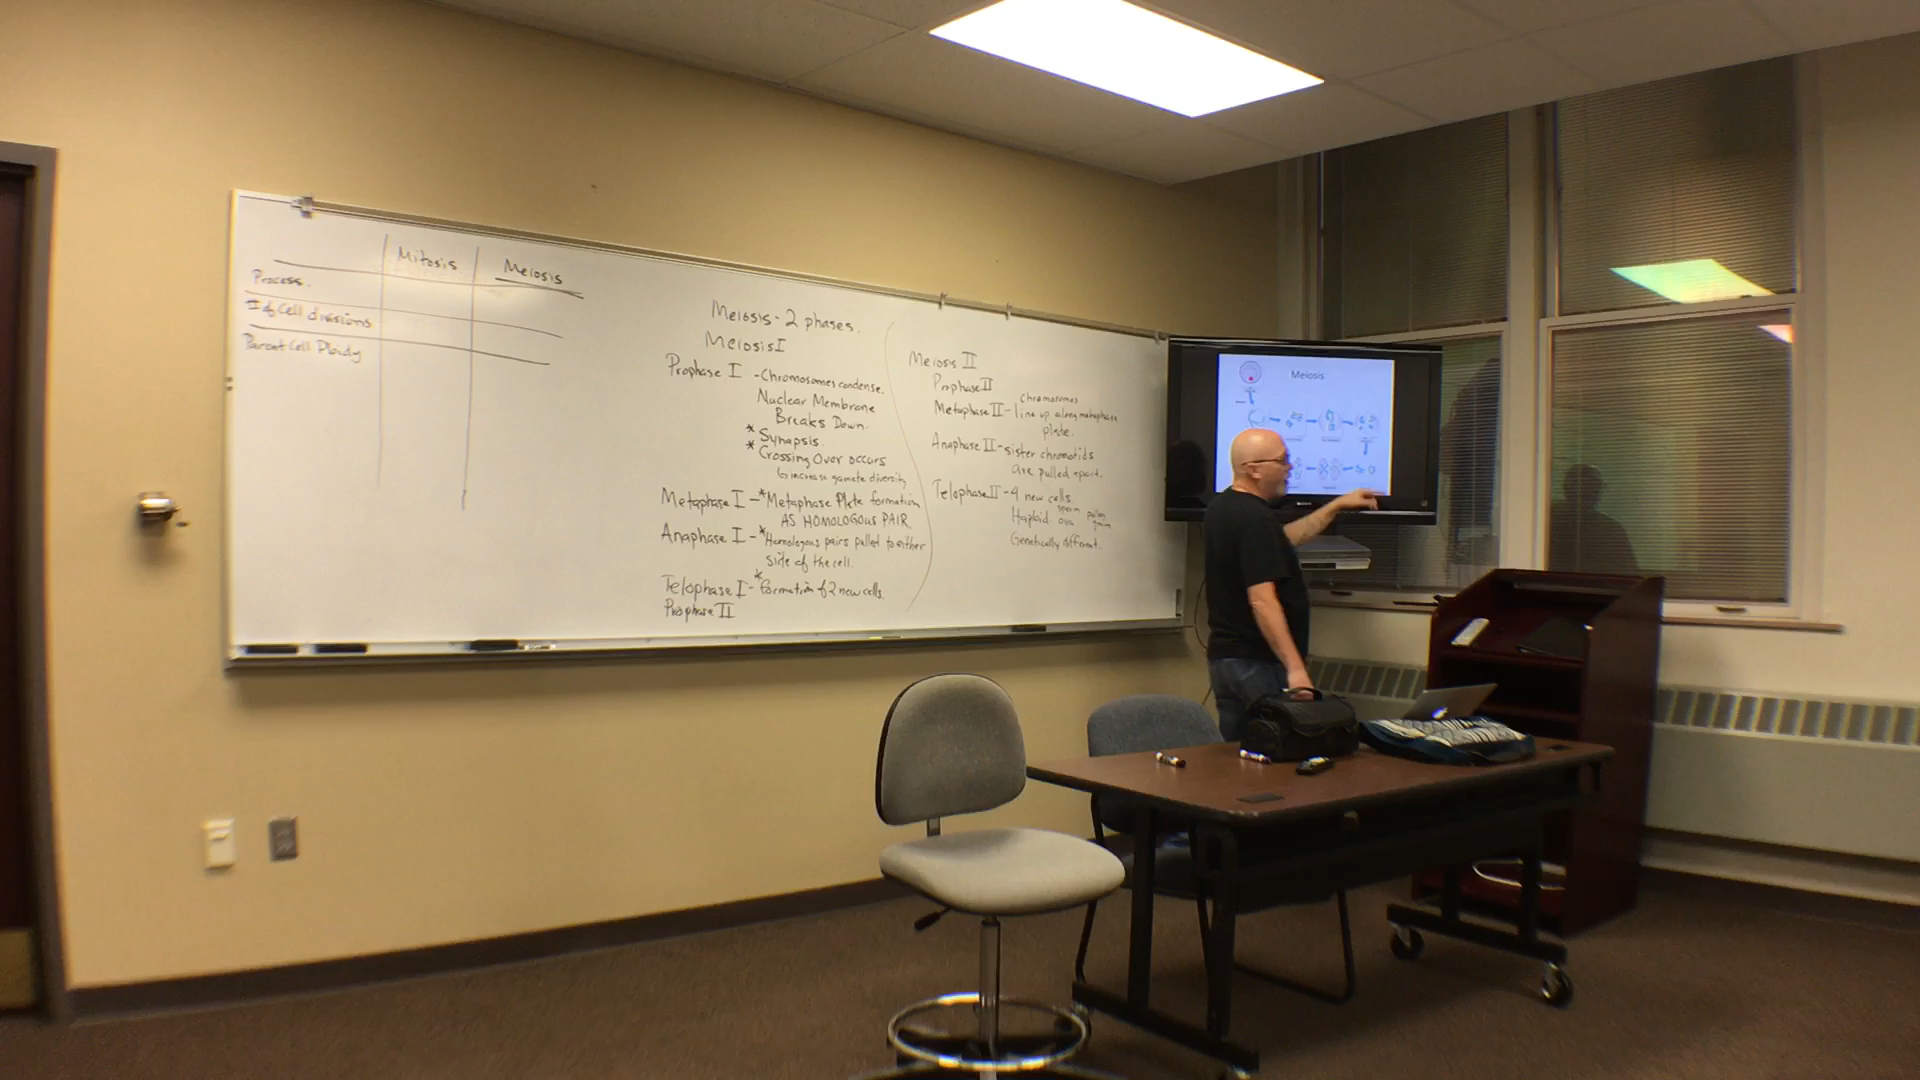 Mitosis Meiosis
Process
# of Cell divisions
Parent Cell Ploidy
Meiosis - 2 phases.
Meiosis I
Prophase I - Chromosomes condense.
Nuclear Membrane
Breaks Down.
* Synapsis.
* Crossing Over occurs
to increase gamete diversity
Metaphase I - * Metaphase Plate formation
AS HOMOLOGOUS PAIR.
Anaphase I - * Homologous pairs pulled to either
side of the cell.
Telophase I - * formation of 2 new cells.
Prophase II
Meiosis II
Prophase II
chromosomes
Metaphase II - line up along metaphase
plate.
Anaphase II - sister chromatids
are pulled apart.
Telophase II - 4 new cells.
sperm pollen
Haploid ova grain
Genetically different.
Meiosis